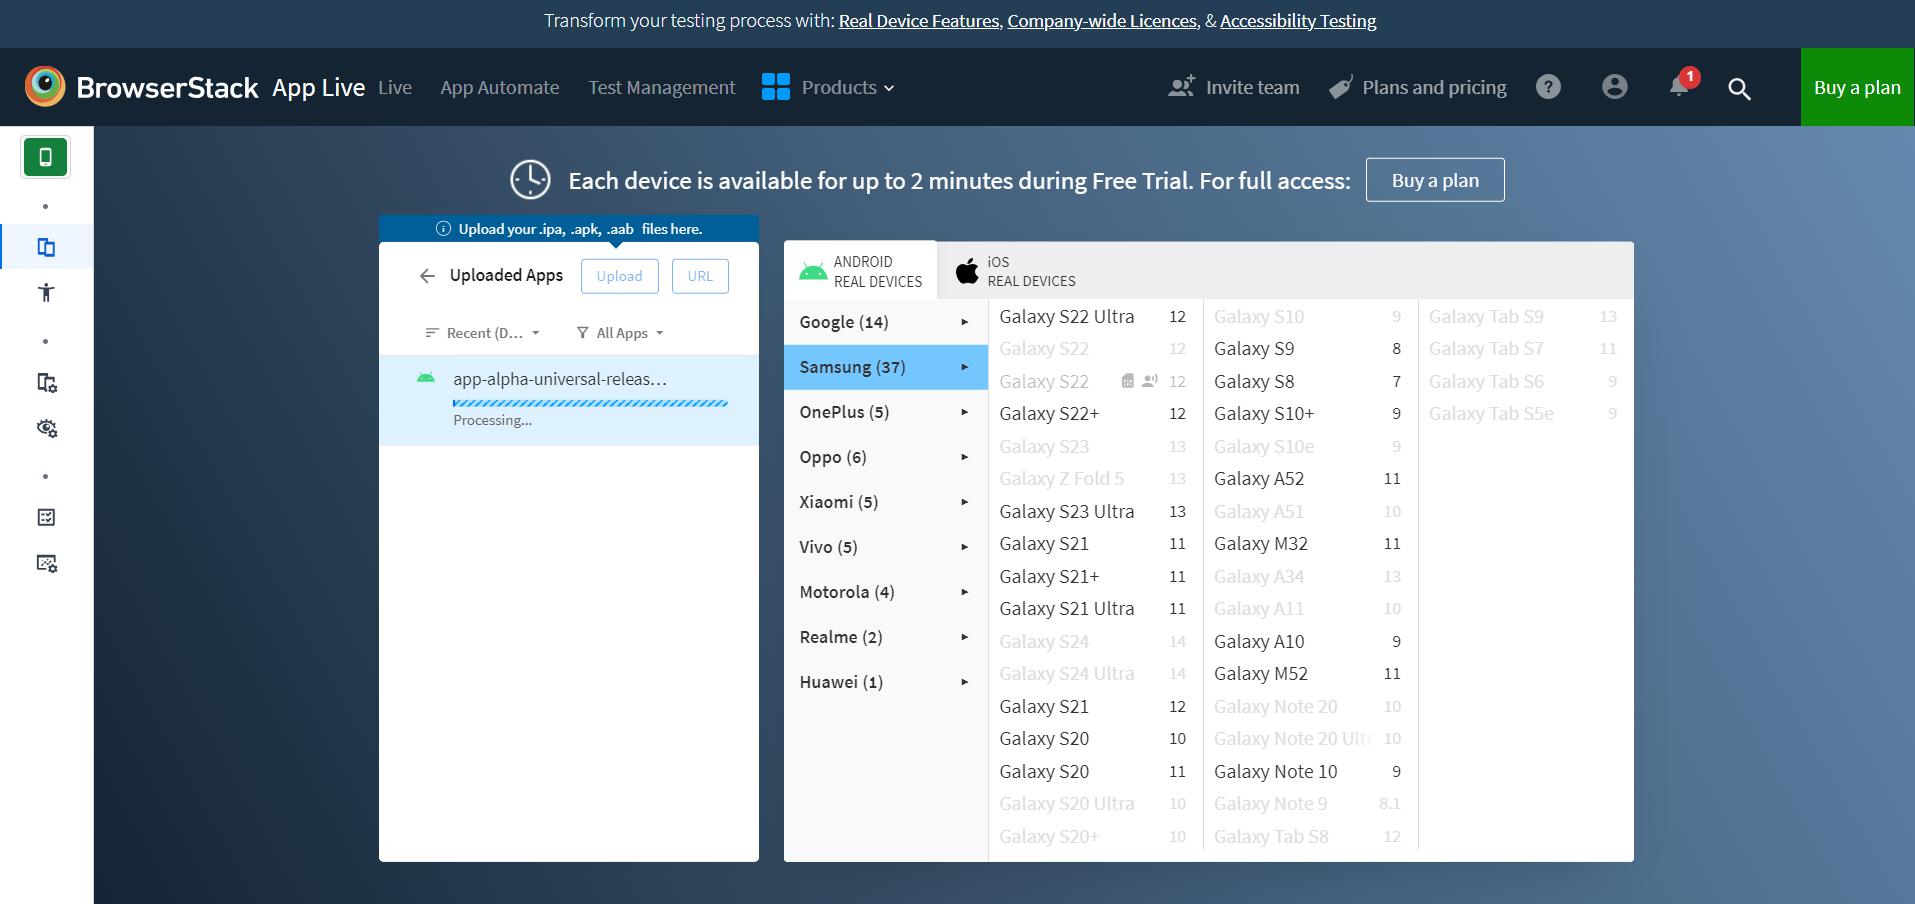 Transform your testing process with: Real Device Features, Company-wide Licences, & Accessibility Testing
BrowserStack App Live Live App Automate Test Management Products Invite team Plans and pricing ? 1 Buy a plan
Each device is available for up to 2 minutes during Free Trial. For full access: Buy a plan
Upload your .ipa, .apk, .aab files here.
Uploaded Apps Upload URL
Recent (D... All Apps
app-alpha-universal-releas...
Processing...
ANDROID
REAL DEVICES
iOS
REAL DEVICES
Google (14)
Samsung (37)
OnePlus (5)
Oppo (6)
Xiaomi (5)
Vivo (5)
Motorola (4)
Realme (2)
Huawei (1)
Galaxy S22 Ultra 12
Galaxy S22 12
Galaxy S22 12
Galaxy S22+ 12
Galaxy S23 13
Galaxy Z Fold 5 13
Galaxy S23 Ultra 13
Galaxy S21 11
Galaxy S21+ 11
Galaxy S21 Ultra 11
Galaxy S24 14
Galaxy S24 Ultra 14
Galaxy S21 12
Galaxy S20 10
Galaxy S20 11
Galaxy S20 Ultra 10
Galaxy S20+ 10
Galaxy S10 9
Galaxy S9 8
Galaxy S8 7
Galaxy S10+ 9
Galaxy S10e 9
Galaxy A52 11
Galaxy A51 10
Galaxy M32 11
Galaxy A34 13
Galaxy A11 10
Galaxy A10 9
Galaxy M52 11
Galaxy Note 20 10
Galaxy Note 20 Ult 10
Galaxy Note 10 9
Galaxy Note 9 8.1
Galaxy Tab S8 12
Galaxy Tab S9 13
Galaxy Tab S7 11
Galaxy Tab S6 9
Galaxy Tab S5e 9